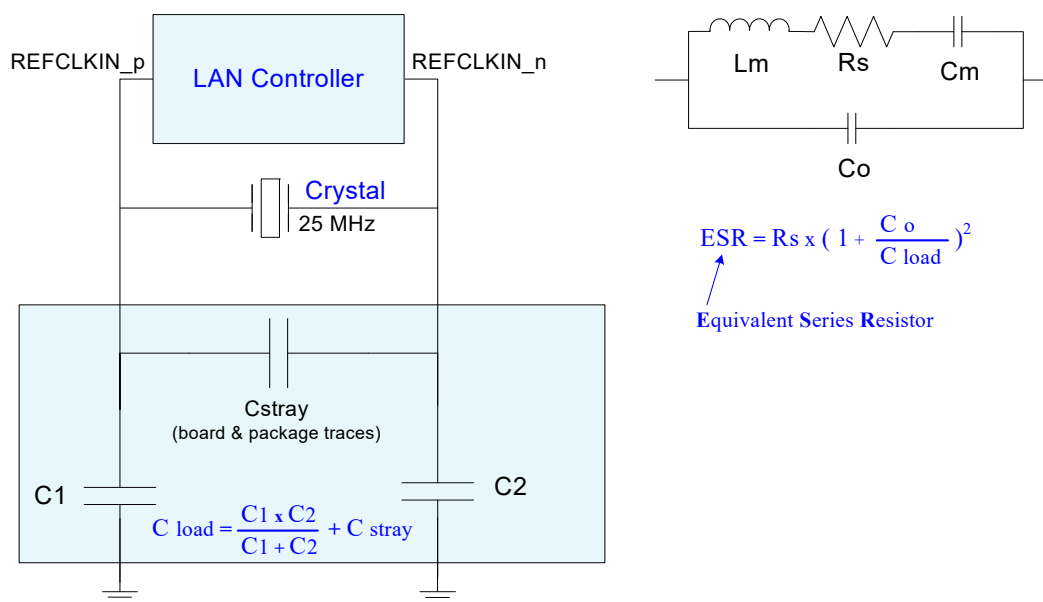 REFCLKIN_p
LAN Controller
REFCLKIN_n
Crystal
25 MHz
Cstray
(board & package traces)
C1
C2
C load = C1 x C2 / C1 + C2 + C stray
Lm
Rs
Cm
Co
ESR = Rs x ( 1 + C o / C load )²
Equivalent Series Resistor